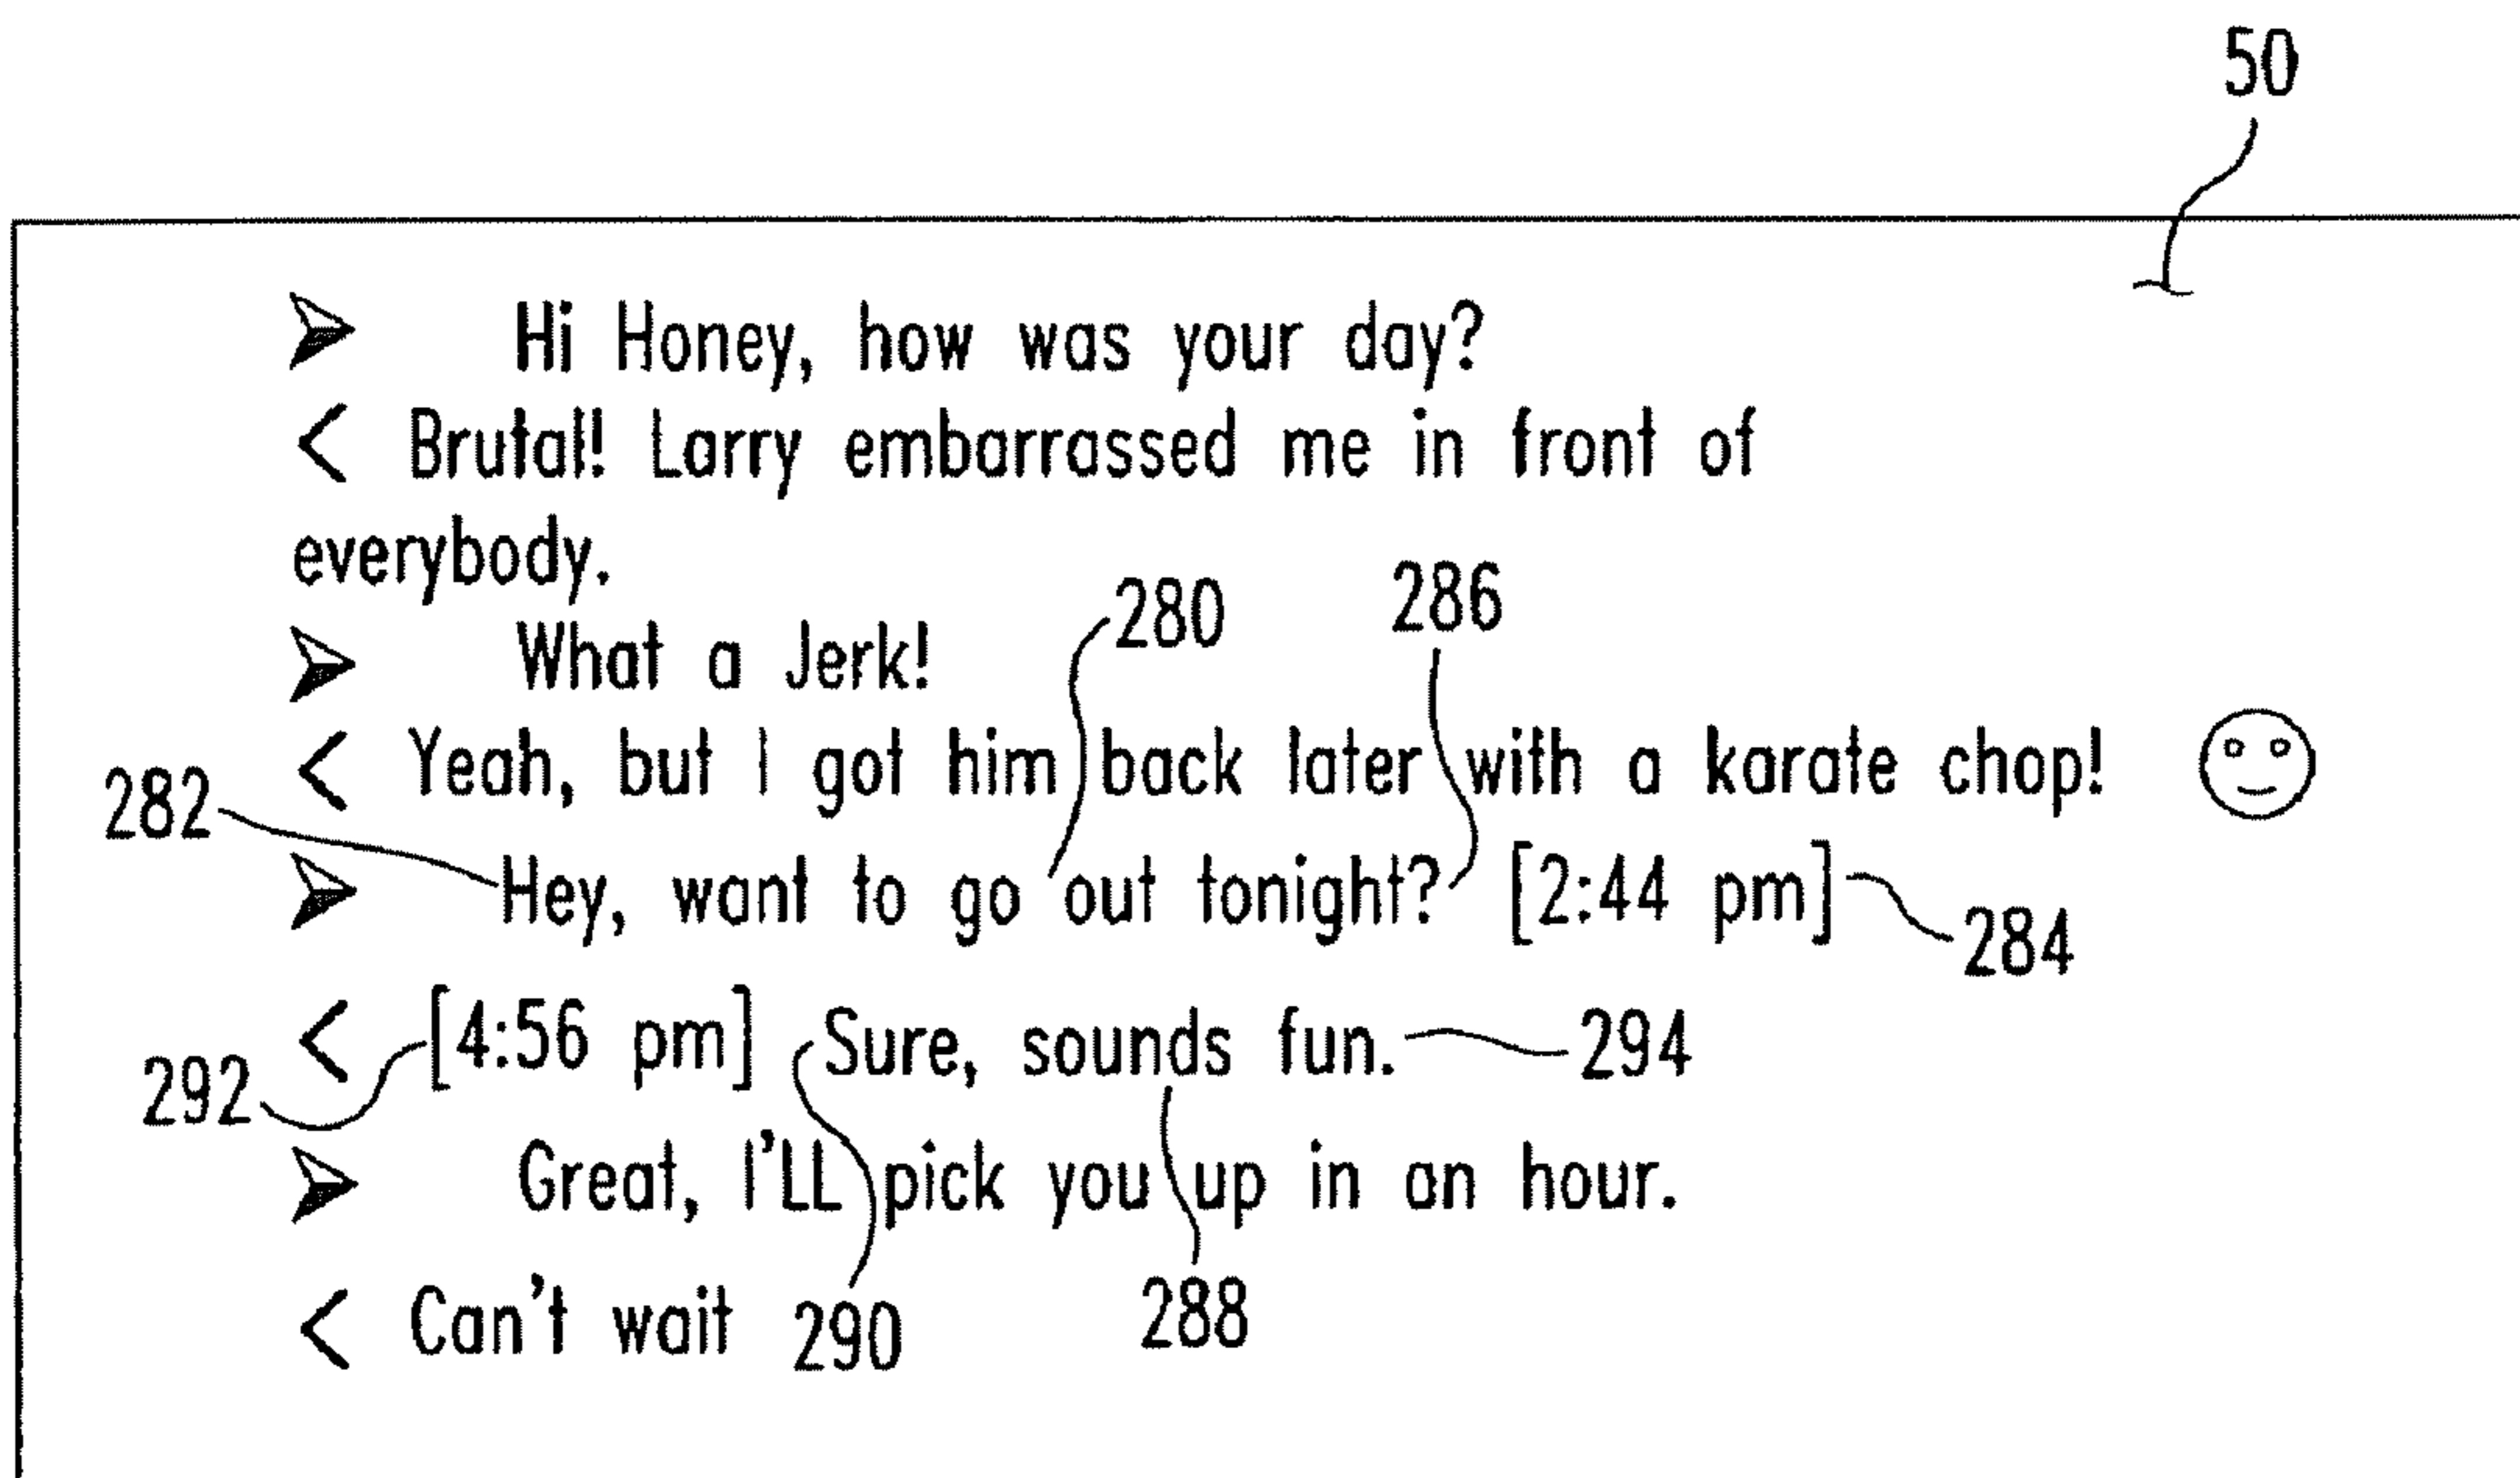 50
➢ Hi Honey, how was your day?
< Brutal! Larry embarrassed me in front of
everybody.
280 286
➢ What a Jerk!
< Yeah, but I got him back later with a karate chop!
282
➢ Hey, want to go out tonight? [2:44 pm]
284
< [4:56 pm] Sure, sounds fun. 294
292
➢ Great, I'LL pick you up in an hour.
< Can't wait 290 288